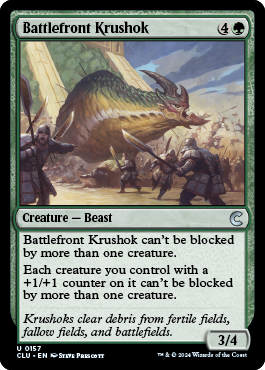 Battlefront Krushok 4
Creature — Beast
Battlefront Krushok can't be blocked
by more than one creature.
Each creature you control with a
+1/+1 counter on it can't be blocked
by more than one creature.
Krushoks clear debris from fertile fields,
fallow fields, and battlefields.
3/4
U 0157
CLU • EN Steve Prescott
™ & © 2024 Wizards of the Coast